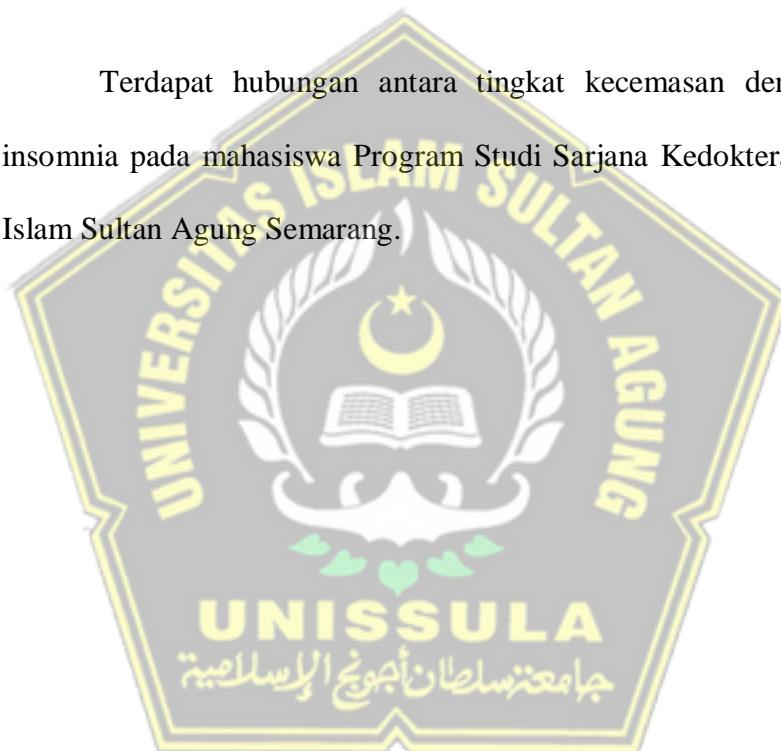 Terdapat hubungan antara tingkat kecemasan den
insomnia pada mahasiswa Program Studi Sarjana Kedoktera
Islam Sultan Agung Semarang.
UNIVERSITAS ISLAM SULTAN AGUNG
UNISSULA
جامعة سلطان أجونج الإسلامية